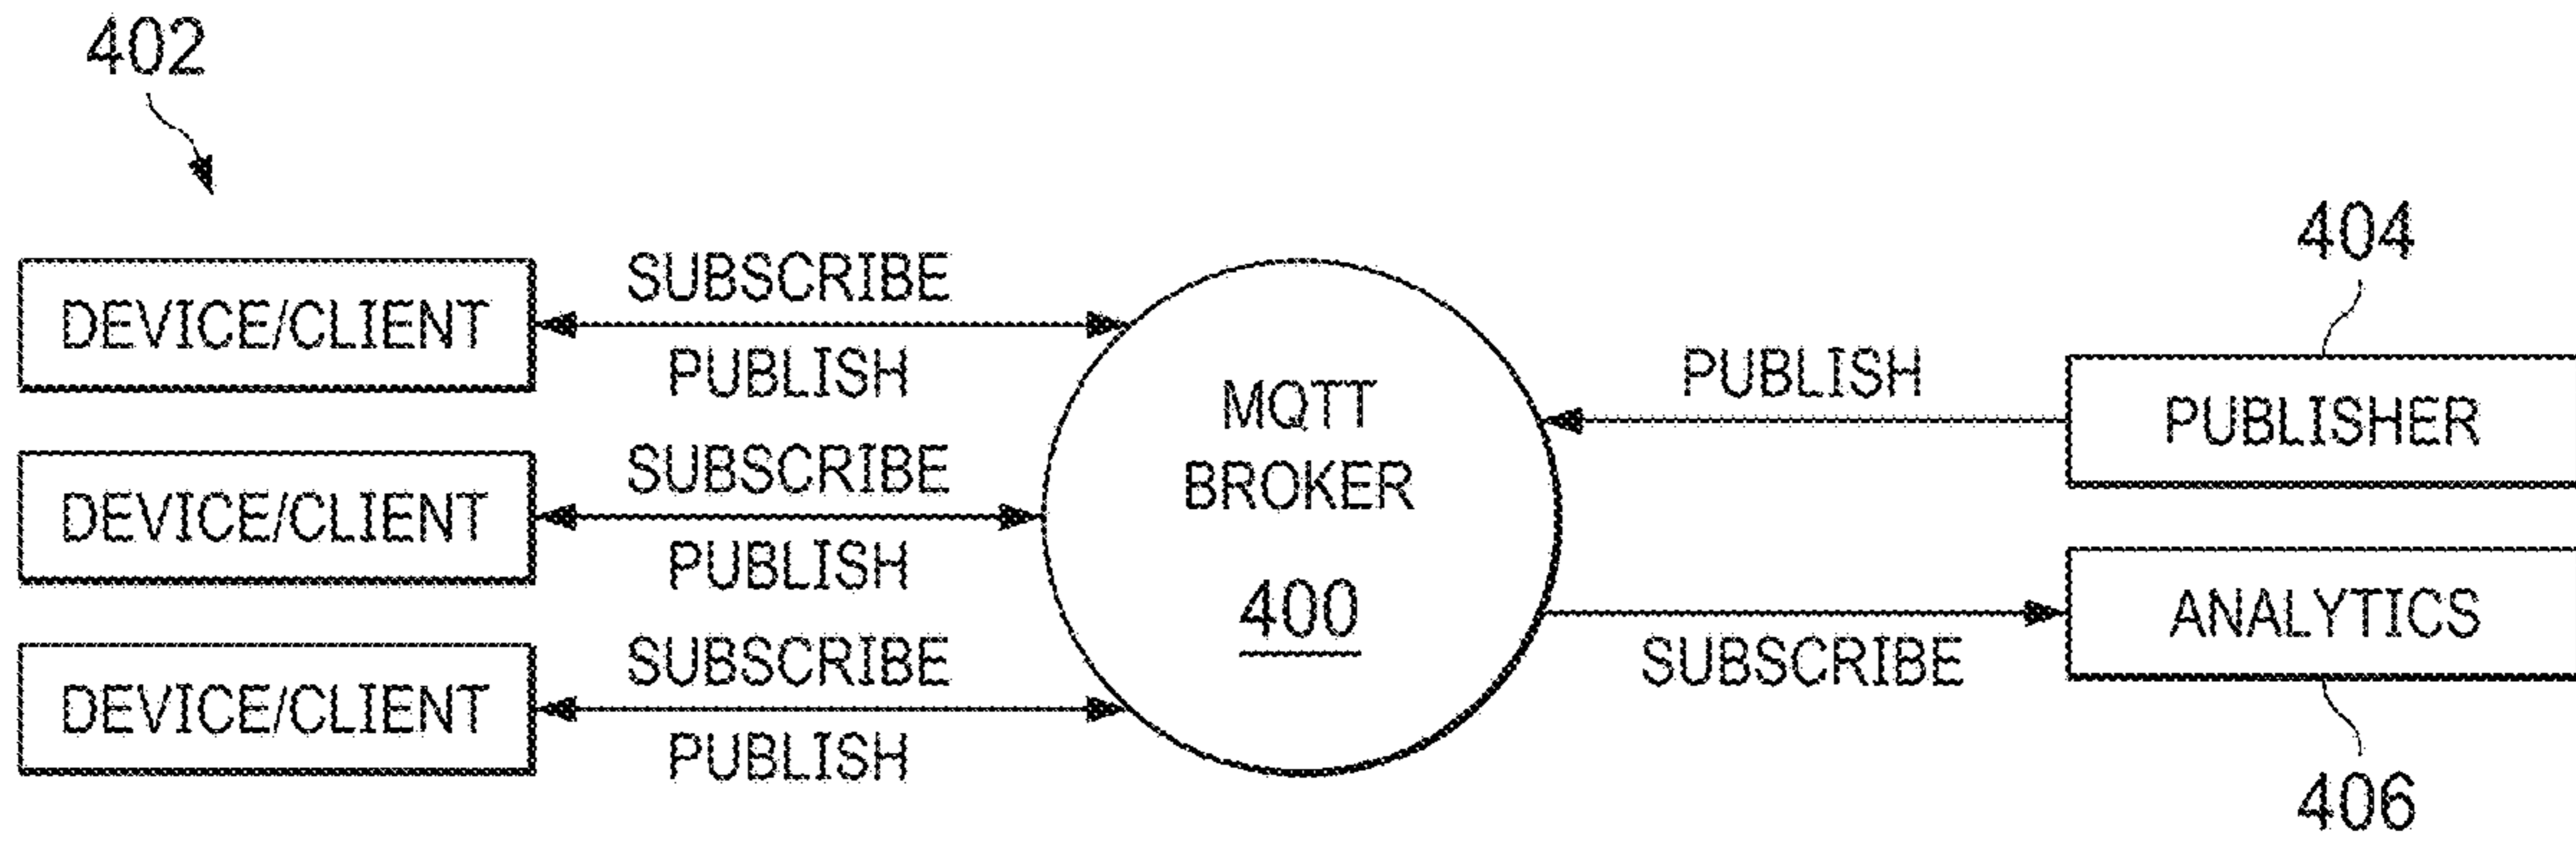 402
404
DEVICE/CLIENT
SUBSCRIBE
PUBLISH
DEVICE/CLIENT
SUBSCRIBE
PUBLISH
DEVICE/CLIENT
SUBSCRIBE
PUBLISH
MQTT
BROKER
400
PUBLISH
PUBLISHER
SUBSCRIBE
ANALYTICS
406